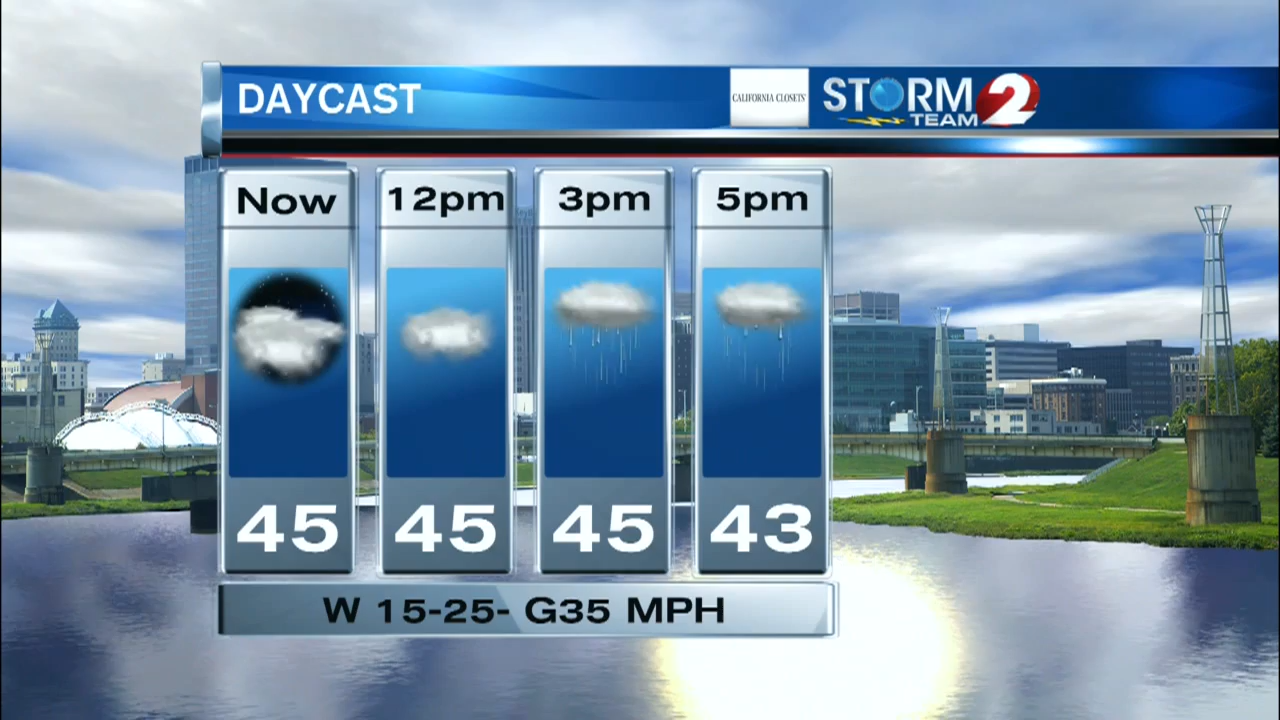 DAYCAST
CALIFORNIA CLOSETS
STORM
TEAM 2
Now 12pm 3pm 5pm
45 45 45 43
W 15-25- G35 MPH